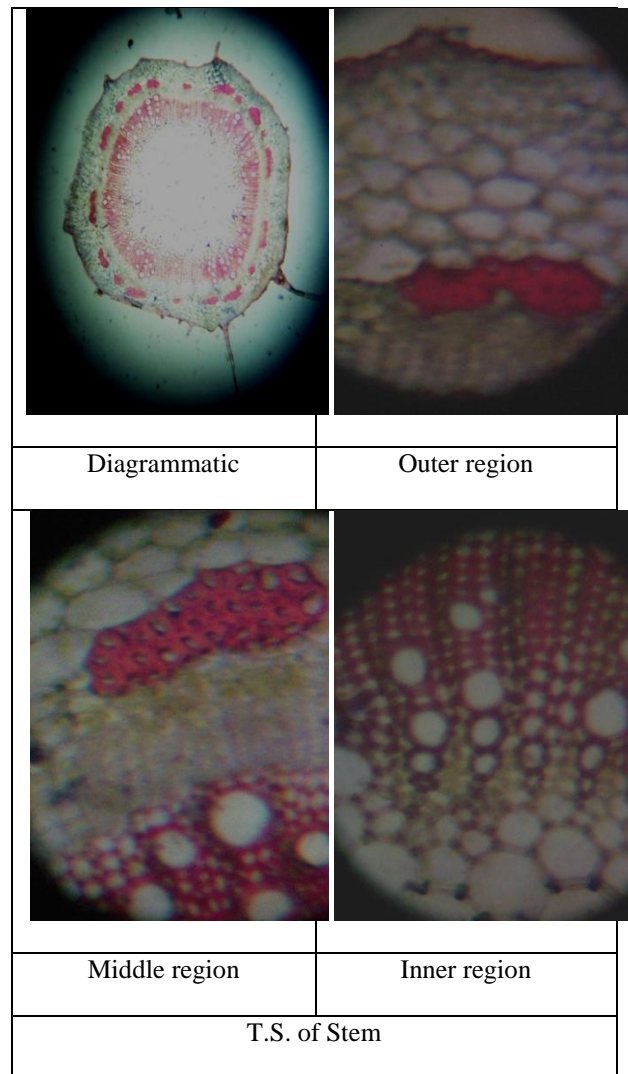 Diagrammatic
Outer region
Middle region
Inner region
T.S. of Stem